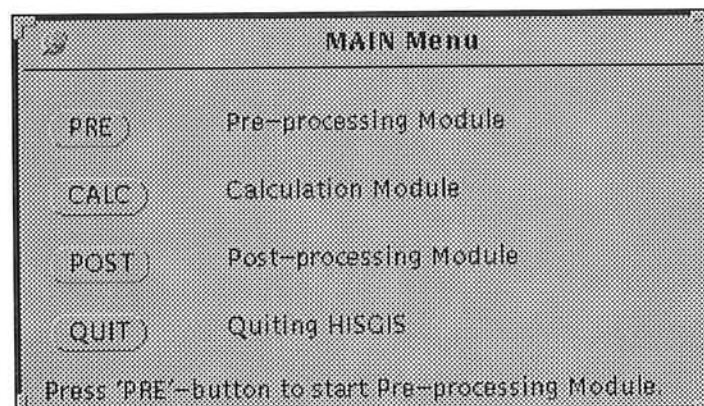 MAIN Menu
PRE Pre-processing Module
CALC Calculation Module
POST Post-processing Module
QUIT Quiting HISGIS
Press 'PRE'-button to start Pre-processing Module.